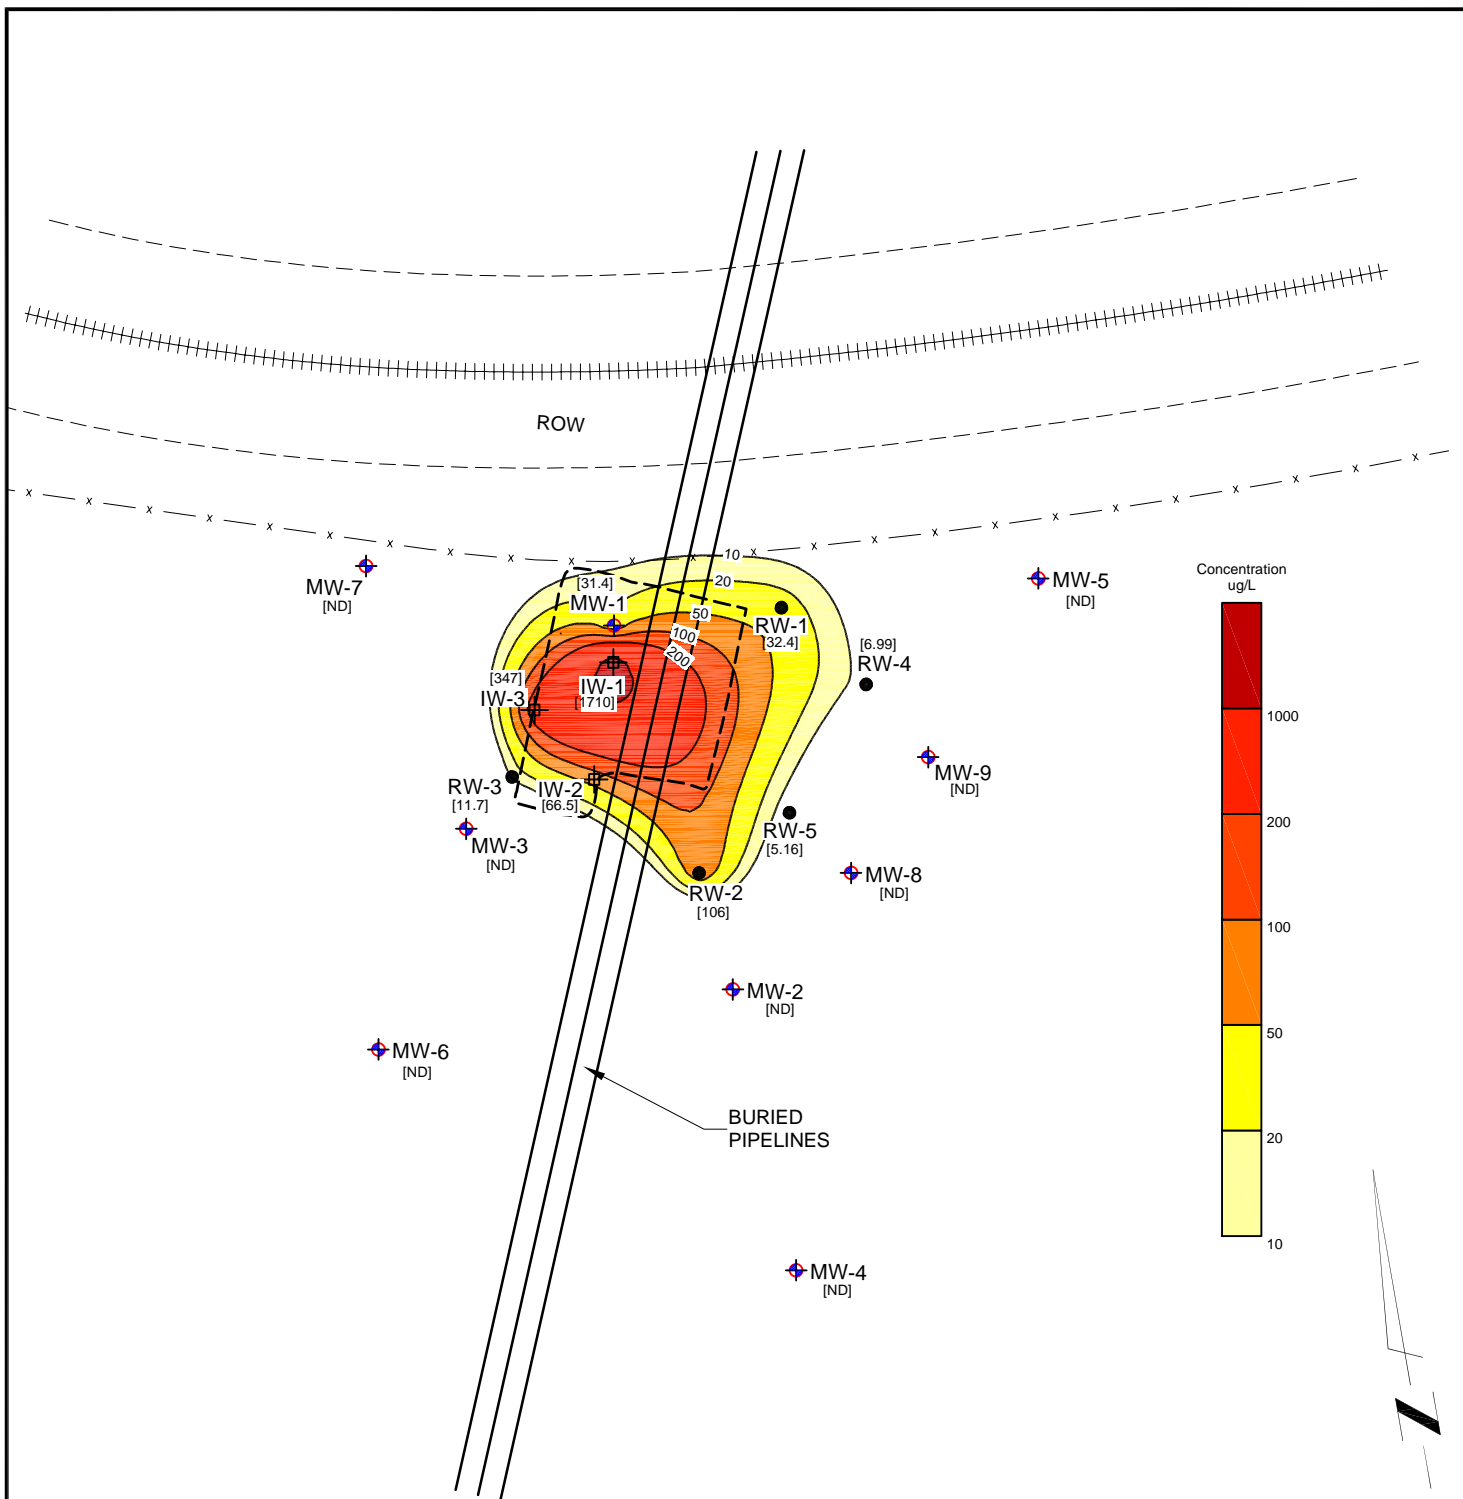 ROW
10
20
50
100
200
[31.4]
MW-1
MW-7
[ND]
MW-5
[ND]
Concentration
ug/L
1000
200
100
50
20
10
RW-1
[32.4]
[6.99]
RW-4
[347]
IW-3
IW-1
[1710]
MW-9
[ND]
RW-3
[11.7]
IW-2
[66.5]
MW-3
[ND]
RW-5
[5.16]
MW-8
[ND]
RW-2
[106]
MW-2
[ND]
MW-6
[ND]
BURIED
PIPELINES
MW-4
[ND]
x x x x x x x x x x x x x x x x x x x x x x x x
N